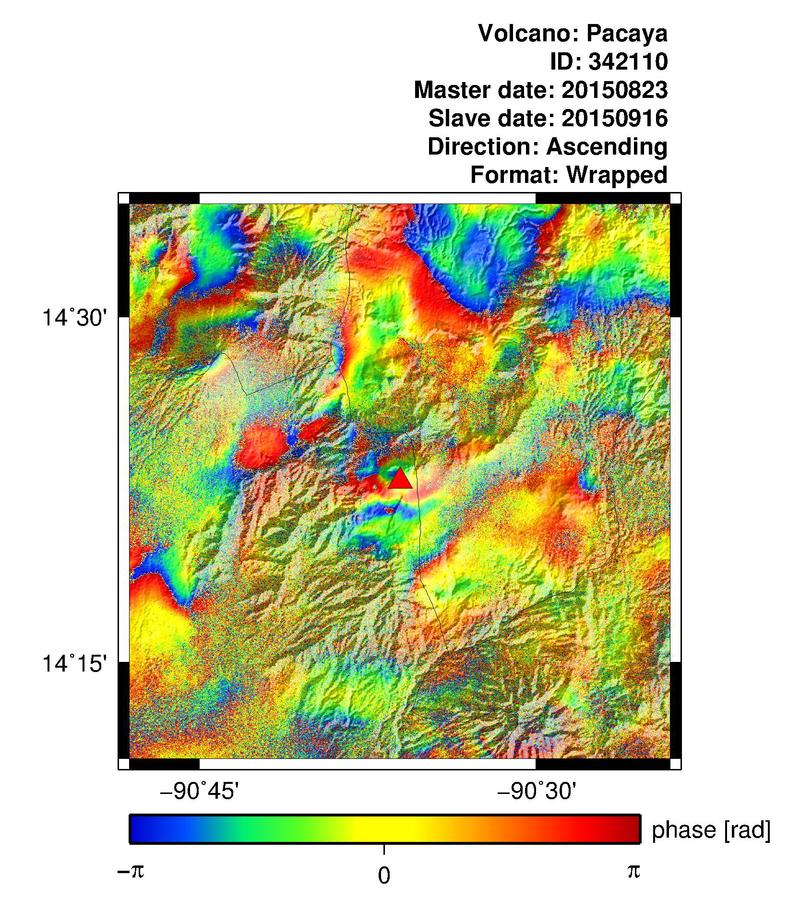 Volcano: Pacaya
ID: 342110
Master date: 20150823
Slave date: 20150916
Direction: Ascending
Format: Wrapped
14˚30'
14˚15'
−90˚45' −90˚30'
phase [rad]
−π 0 π